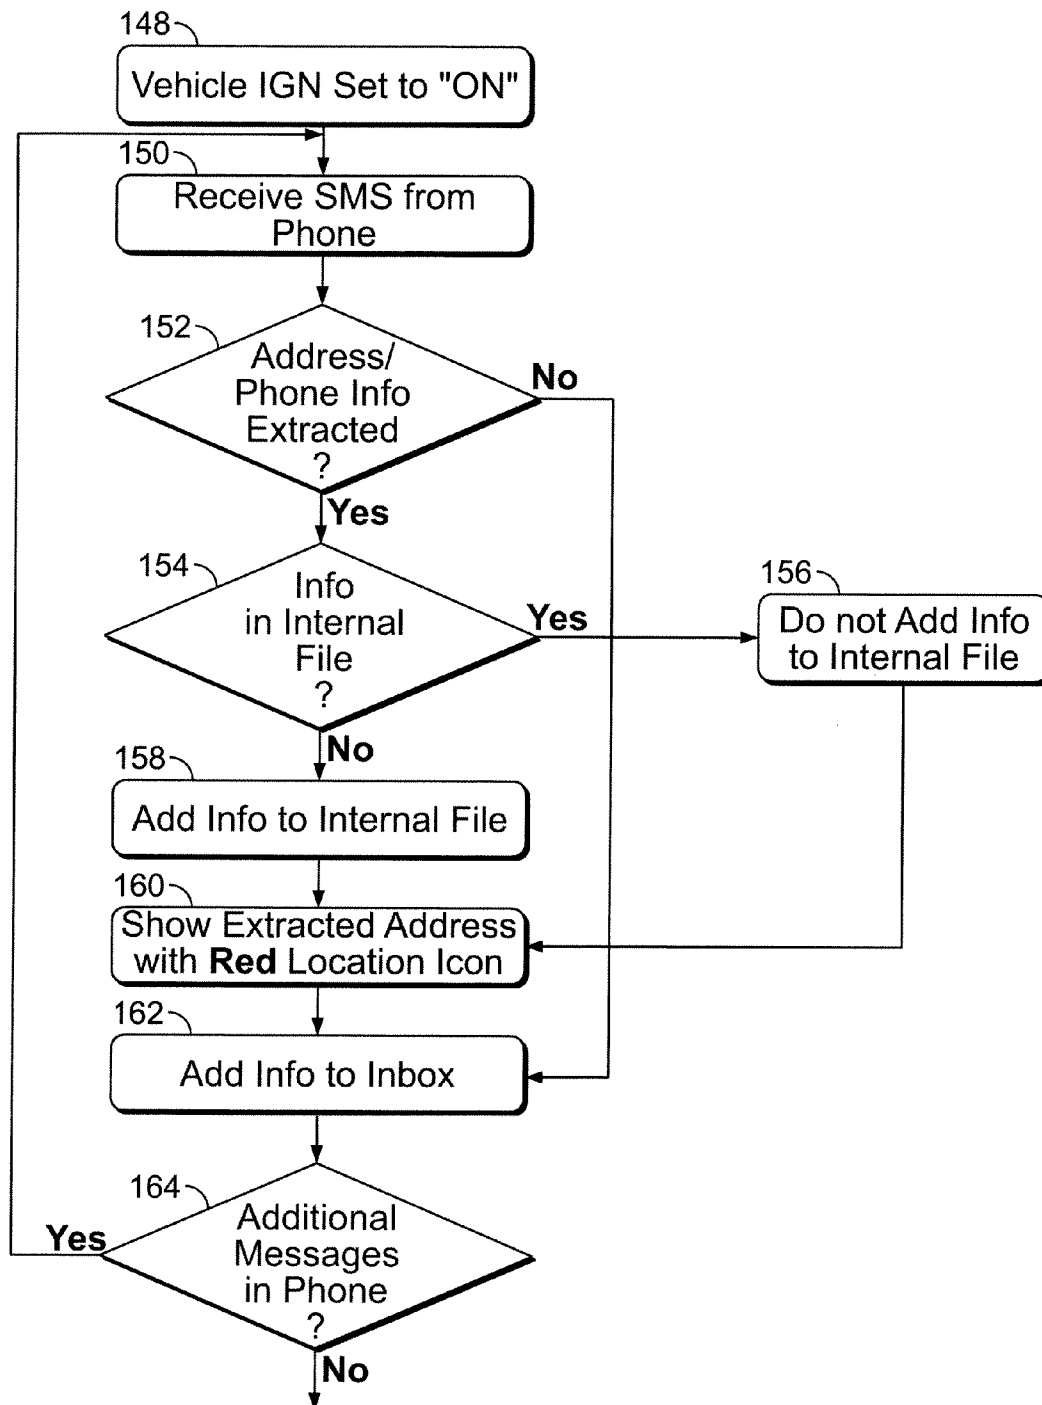 148
Vehicle IGN Set to "ON"
150
Receive SMS from
Phone
152
Address/
Phone Info
Extracted
?
No
Yes
154
Info
in Internal
File
?
Yes
156
Do not Add Info
to Internal File
No
158
Add Info to Internal File
160
Show Extracted Address
with Red Location Icon
162
Add Info to Inbox
164
Additional
Messages
in Phone
?
Yes
No